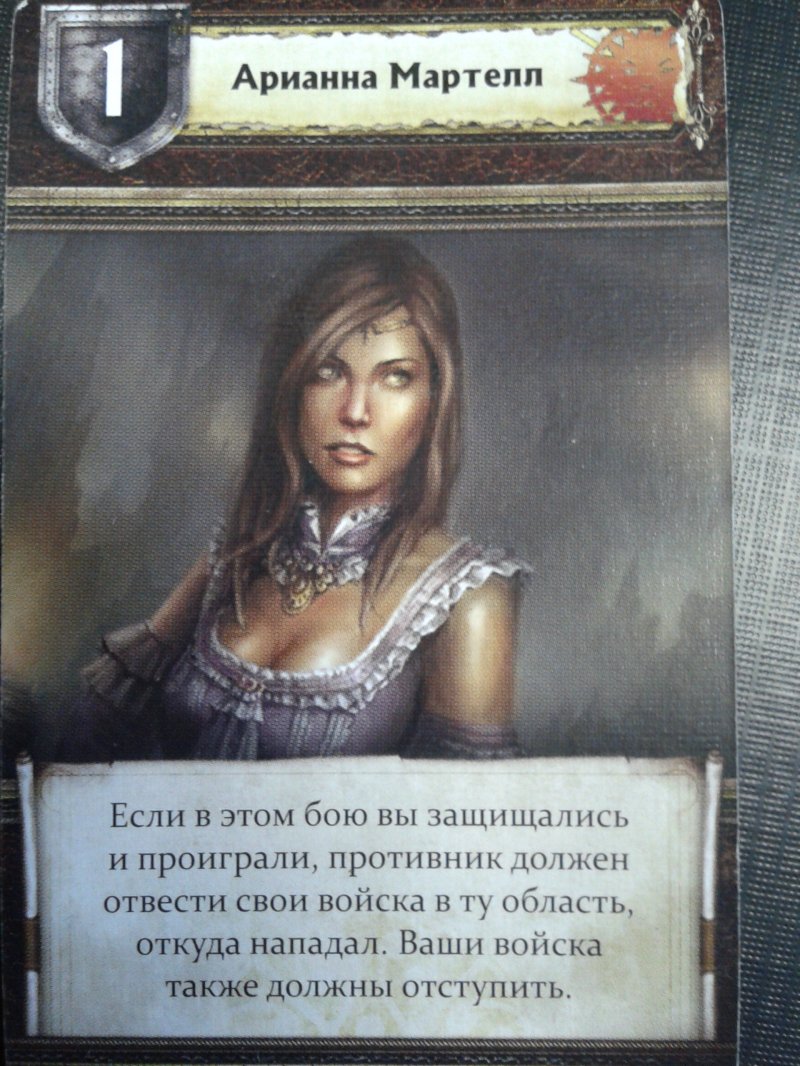 1
Арианна Мартелл
Если в этом бою вы защищались
и проиграли, противник должен
отвести свои войска в ту область,
откуда нападал. Ваши войска
также должны отступить.